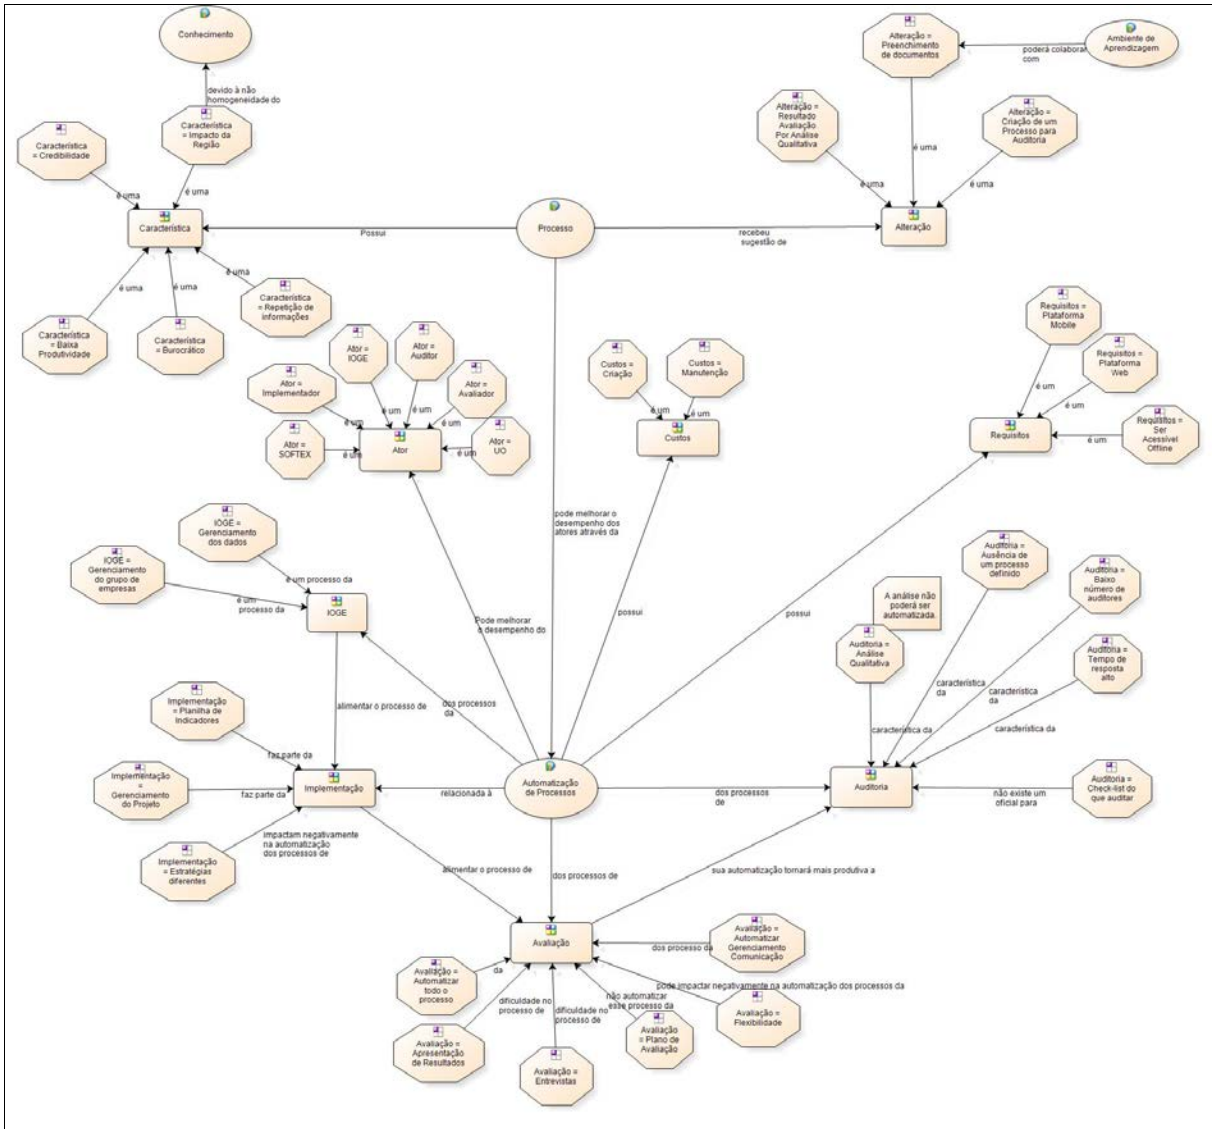 Conhecimento
devido à não
homogeneidade do
Característica
= Impacto da
Região
Característica
= Credibilidade
é uma
é uma
Característica
Possui
é uma
é uma
é uma
Característica
= Baixa
Produtividade
Característica
= Burocrático
Característica
= Repetição de
informações
Processo
recebeu
sugestão de
Alteração =
Preenchimento
de documentos
poderá colaborar
com
Ambiente de
Aprendizagem
Alteração =
Resultado
Avaliação
Por Análise
Qualitativa
Alteração =
Criação de um
Processo para
Auditoria
é uma
é uma
é uma
Alteração
Ator =
IOGE
Ator =
Auditor
Ator =
Implementador
Ator =
Avaliador
Ator =
SOFTEX
Ator =
UO
é um
é um
é um
é um
é um
é um
Ator
Custos =
Criação
Custos =
Manutenção
é um
é um
Custos
Requisitos =
Plataforma
Mobile
Requisitos =
Plataforma
Web
Requisitos =
Ser
Acessível
Offline
é um
é um
é um
Requisitos
pode melhorar o
desempenho dos
atores através da
IOGE =
Gerenciamento
dos dados
IOGE =
Gerenciamento
do grupo de
empresas
é um processo da
é um
processo da
IOGE
Pode melhorar
o desempenho do
possui
possui
Auditoria =
Ausência de
um processo
definido
Auditoria =
Baixo
número de
auditores
A análise não
poderá ser
automatizada.
Auditoria =
Análise
Qualitativa
Auditoria =
Tempo de
resposta
alto
característica
da
característica
da
característica da
característica da
Implementação
= Planilha de
Indicadores
alimentar o processo de
dos processos
da
faz parte da
Implementação
=
Gerenciamento
do Projeto
faz parte da
Implementação
relacionada à
Automatização
de Processos
dos processos
de
Auditoria
não existe um
oficial para
Auditoria =
Check-list do
que auditar
impactam negativamente
na automatização
dos processos de
Implementação
= Estratégias
diferentes
alimentar o processo de
dos processos de
sua automatização tornará mais produtiva a
Avaliação
dos processo da
Avaliação =
Automatizar
Gerenciamento
Comunicação
Avaliação =
Automatizar
todo o
processo
da
dificuldade no
processo de
dificuldade no
processo de
não automatizar
esse processo da
pode impactar negativamente na automatização dos processos da
Avaliação =
Flexibilidade
Avaliação =
Apresentação
de Resultados
Avaliação
= Plano de
Avaliação
Avaliação =
Entrevistas